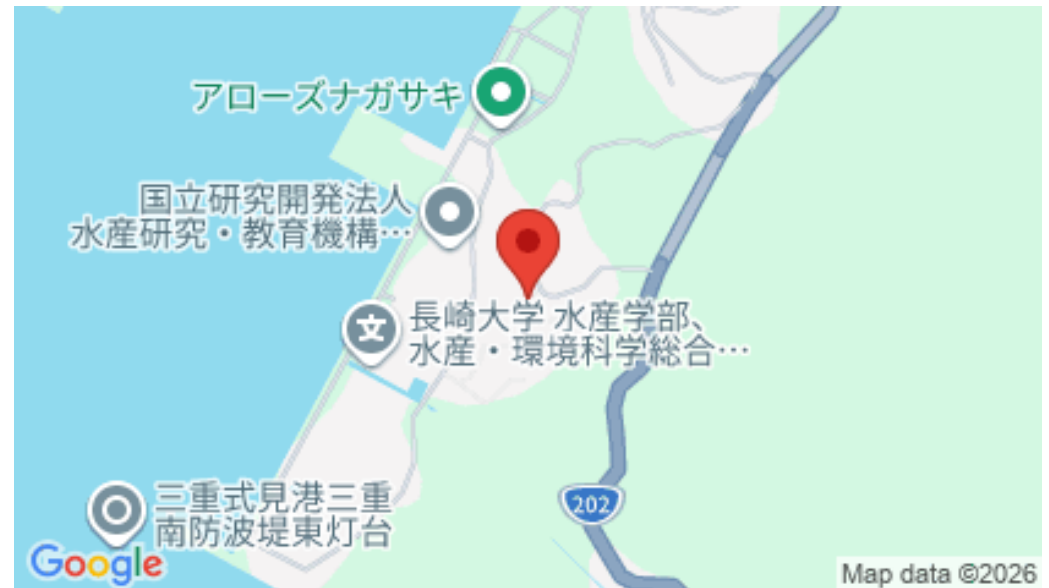 アローズナガサキ
国立研究開発法人
水産研究・教育機構…
文
長崎大学 水産学部、
水産・環境科学総合…
202
三重式見港三重
南防波堤東灯台
Google
Map data ©2026